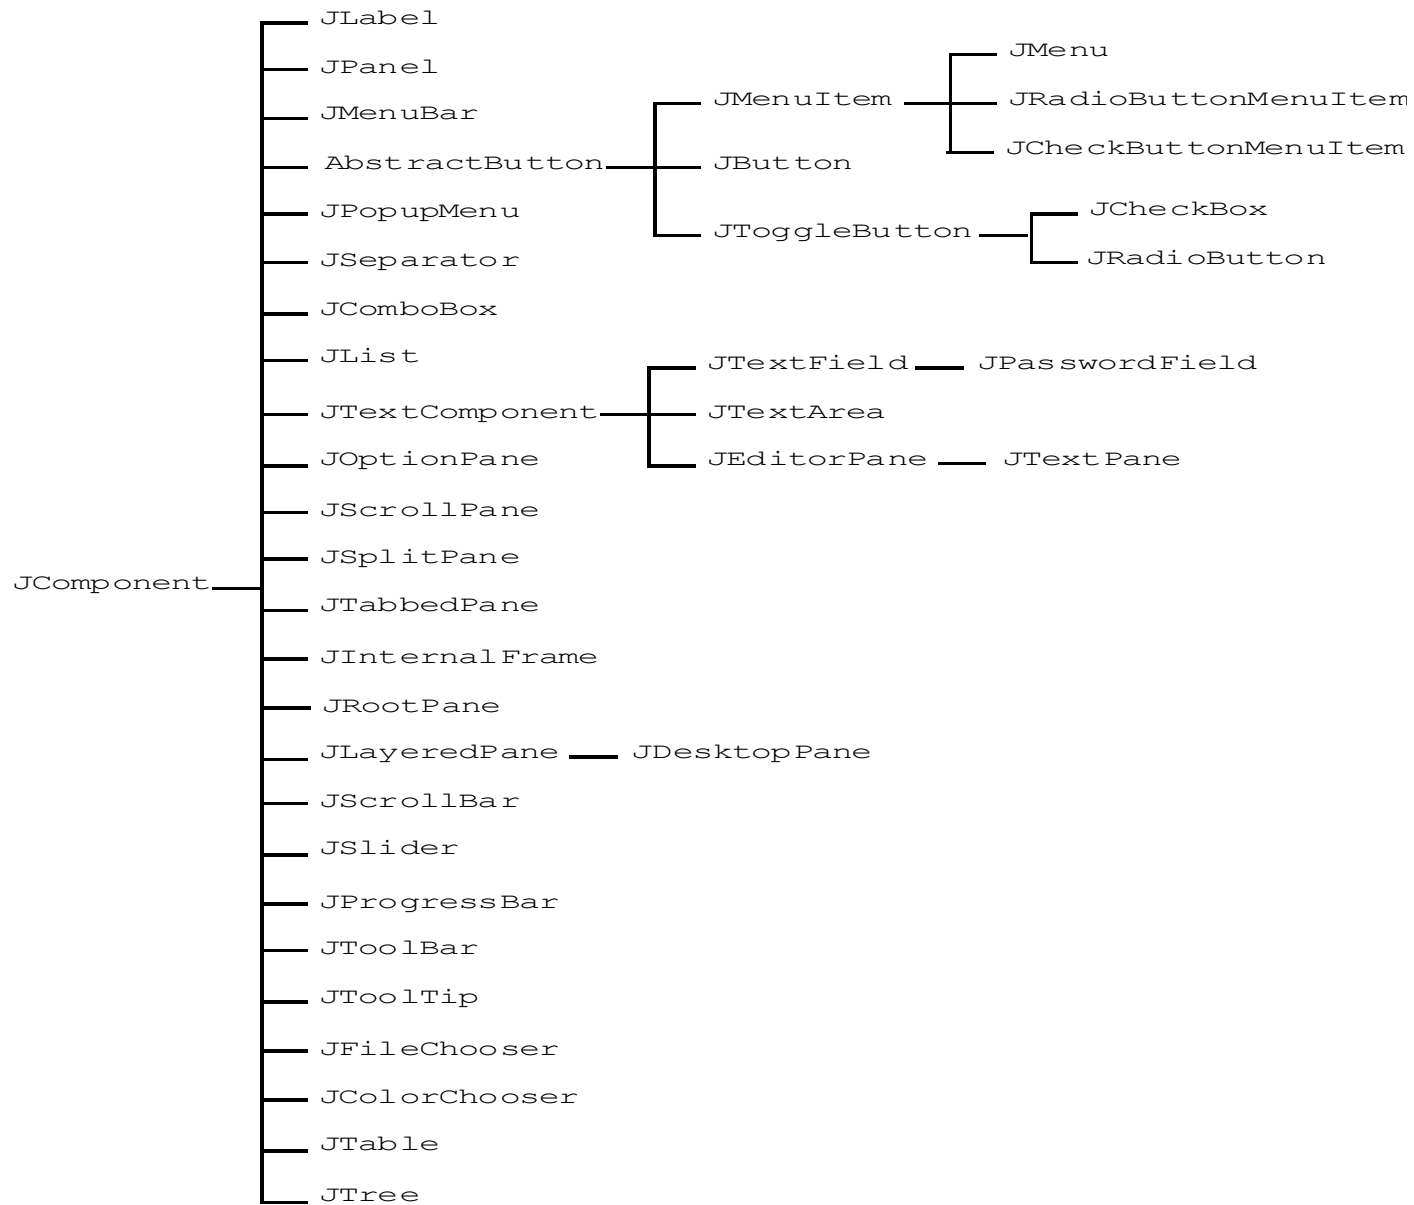 JLabel
JPanel
JMenuBar
AbstractButton
JPopupMenu
JSeparator
JComboBox
JList
JTextComponent
JOptionPane
JScrollPane
JSplitPane
JComponent
JTabbedPane
JInternalFrame
JRootPane
JLayeredPane
JDesktopPane
JScrollBar
JSlider
JProgressBar
JToolBar
JToolTip
JFileChooser
JColorChooser
JTable
JTree
JMenuItem
JButton
JToggleButton
JMenu
JRadioButtonMenuItem
JCheckButtonMenuItem
JCheckBox
JRadioButton
JTextField
JPasswordField
JTextArea
JEditorPane
JTextPane